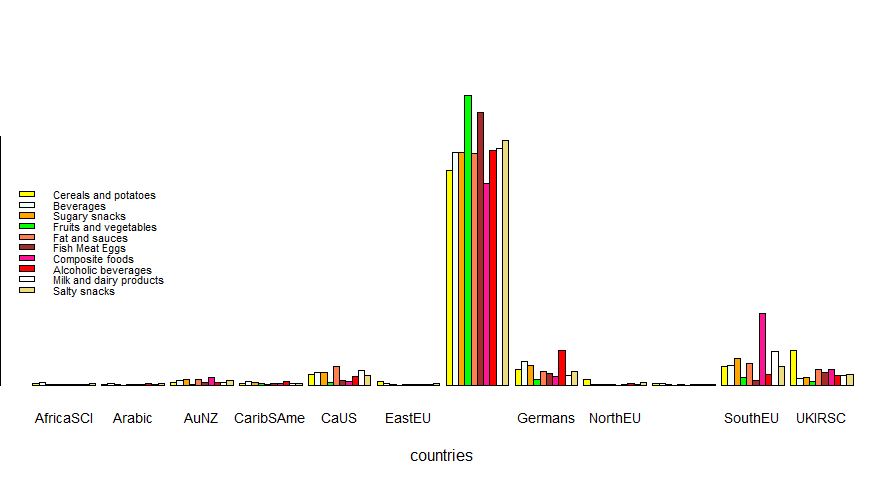 Cereals and potatoes
Beverages
Sugary snacks
Fruits and vegetables
Fat and sauces
Fish Meat Eggs
Composite foods
Alcoholic beverages
Milk and dairy products
Salty snacks
AfricaSCI Arabic AuNZ CaribSAme CaUS EastEU Germans NorthEU SouthEU UKIRSC
countries